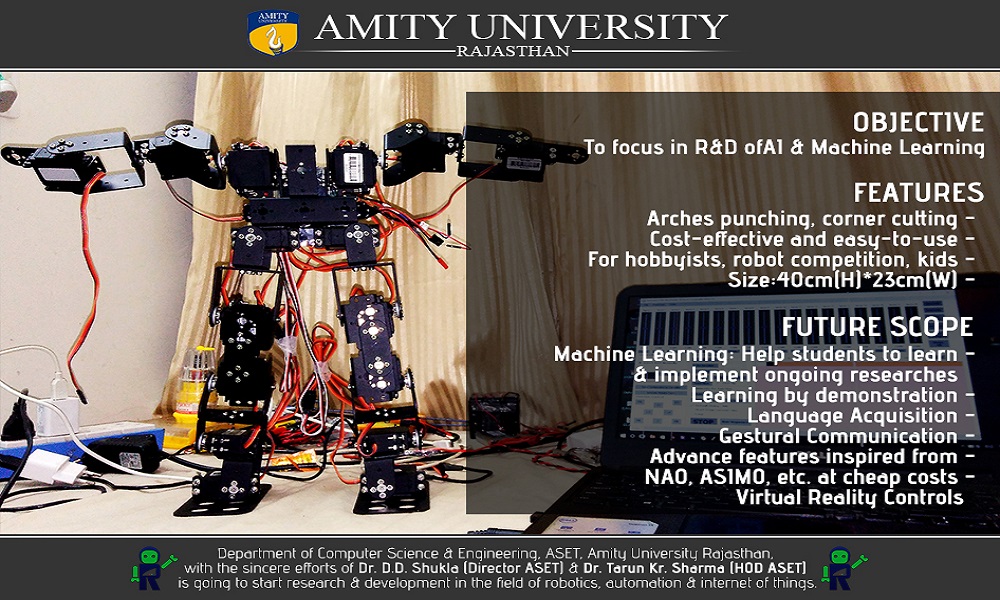 AMITY
UNIVERSITY
AMITY UNIVERSITY
RAJASTHAN
OBJECTIVE
To focus in R&D ofAI & Machine Learning
FEATURES
Arches punching, corner cutting -
Cost-effective and easy-to-use -
For hobbyists, robot competition, kids -
Size:40cm(H)*23cm(W) -
FUTURE SCOPE
Machine Learning: Help students to learn -
& implement ongoing researches
Learning by demonstration -
Language Acquisition -
Gestural Communication -
Advance features inspired from -
NAO, ASIMO, etc. at cheap costs -
Virtual Reality Controls
Department of Computer Science & Engineering, ASET, Amity University Rajasthan,
with the sincere efforts of Dr. D.D. Shukla (Director ASET) & Dr. Tarun Kr. Sharma (HOD ASET)
is going to start research & development in the field of robotics, automation & internet of things.